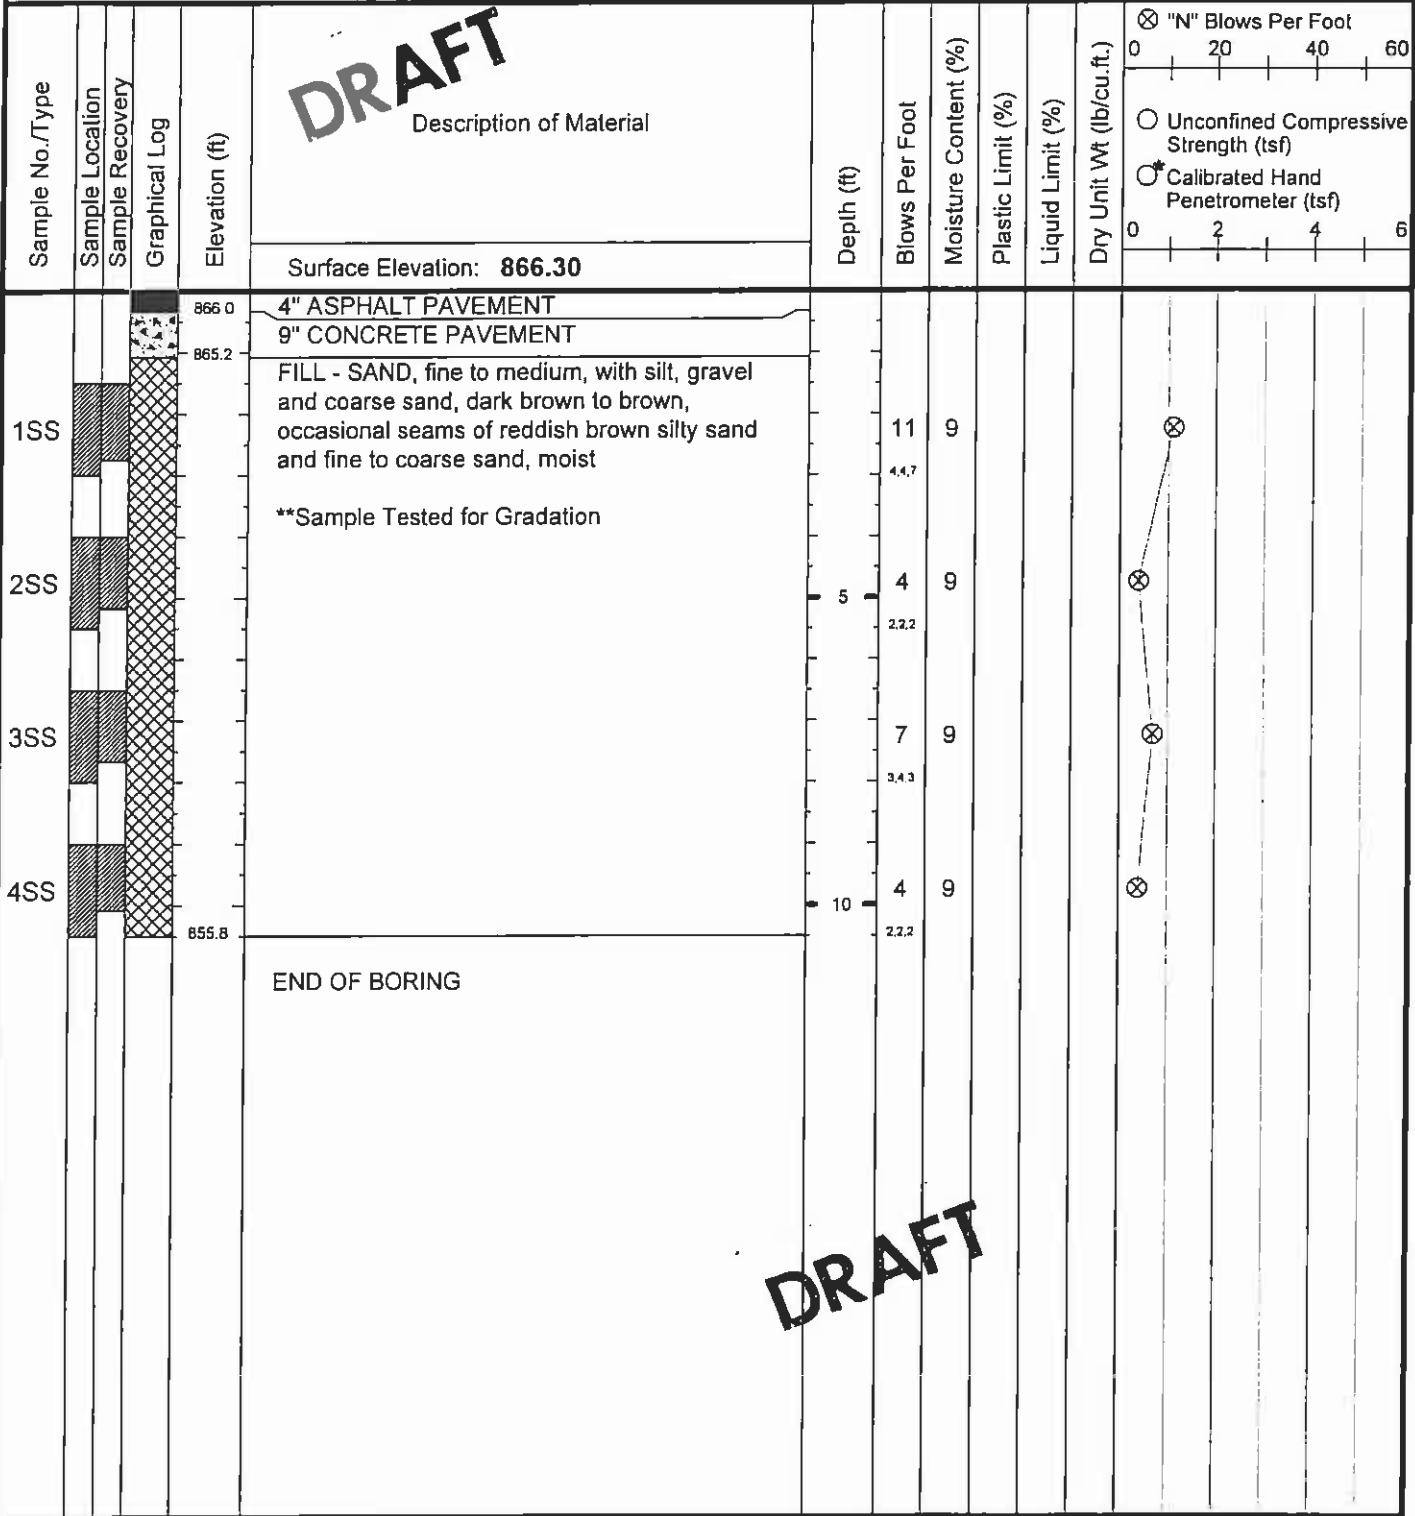 DRAFT
Sample No./Type
Sample Location
Sample Recovery
Graphical Log
Elevation (ft)
Description of Material
Surface Elevation: 866.30
Depth (ft)
Blows Per Foot
Moisture Content (%)
Plastic Limit (%)
Liquid Limit (%)
Dry Unit Wt (lb/cu.ft.)
⊗ "N" Blows Per Foot
0 20 40 60
○ Unconfined Compressive
Strength (tsf)
○* Calibrated Hand
Penetrometer (tsf)
0 2 4 6
866.0 4" ASPHALT PAVEMENT
9" CONCRETE PAVEMENT
865.2
FILL - SAND, fine to medium, with silt, gravel
and coarse sand, dark brown to brown,
occasional seams of reddish brown silty sand
and fine to coarse sand, moist
1SS 11 9
4,4,7
**Sample Tested for Gradation
2SS 5 4 9
2,2,2
3SS 7 9
3,4,3
4SS 10 4 9
855.8 2,2,2
END OF BORING
DRAFT